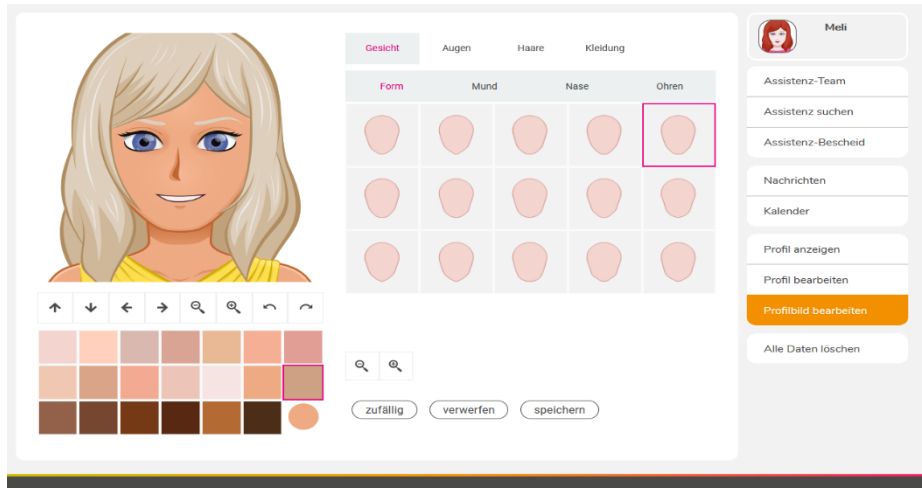 Gesicht Augen Haare Kleidung
Form Mund Nase Ohren
zufällig verwerfen speichern
Meli
Assistenz-Team
Assistenz suchen
Assistenz-Bescheid
Nachrichten
Kalender
Profil anzeigen
Profil bearbeiten
Profilbild bearbeiten
Alle Daten löschen